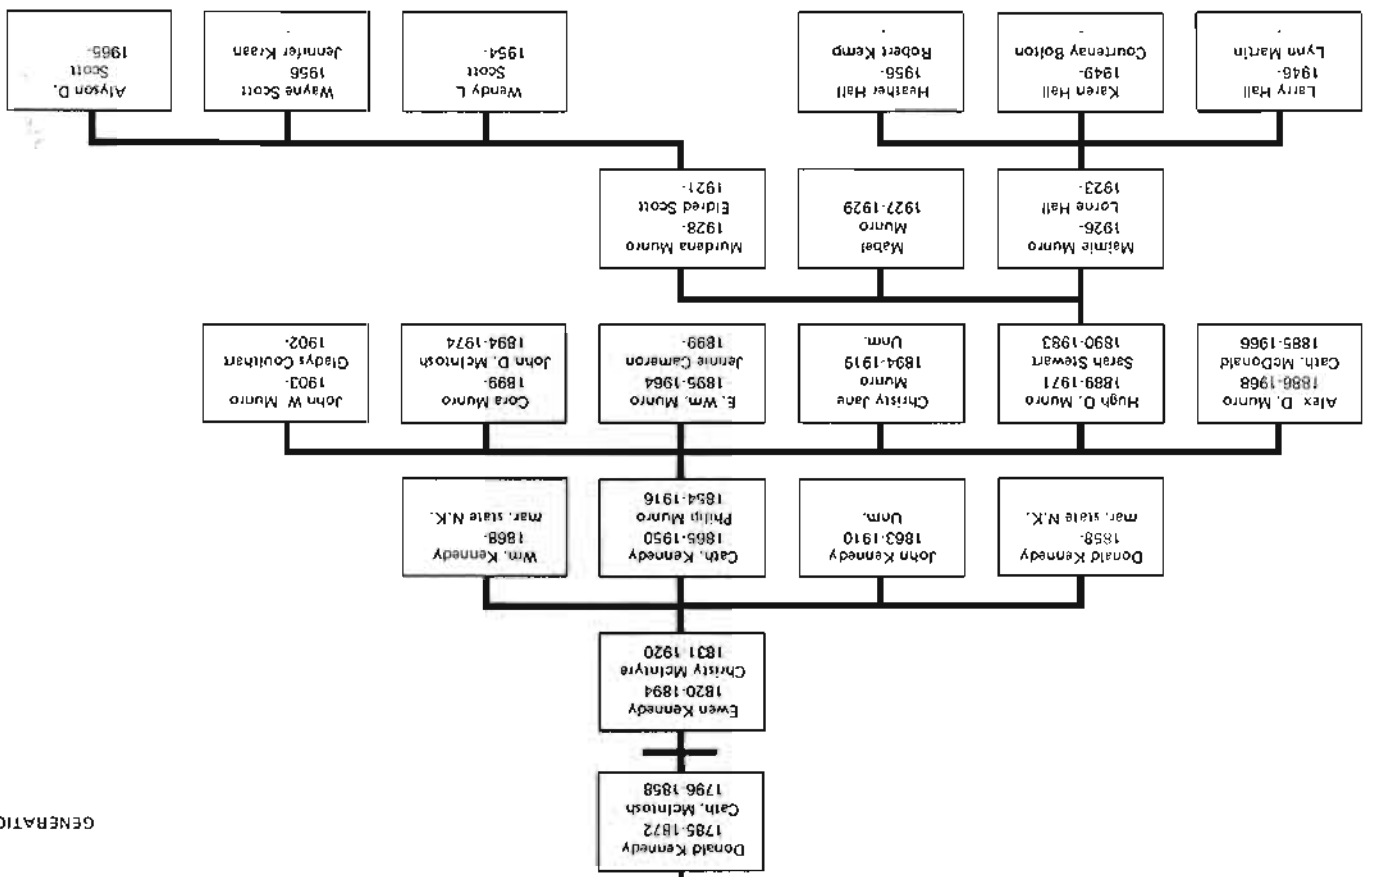 Donald Kennedy
1785-1872
Cath. McIntosh
1796-1858
GENERATIO
Ewen Kennedy
1820-1894
Christy McIntyre
1831-1920
Donald Kennedy
1858-
mar. state N.K.
John Kennedy
1863-1910
Unm.
Cath. Kennedy
1865-1950
Philip Munro
1854-1916
Wm. Kennedy
1868-
mar. state N.K.
Alex D. Munro
1886-1968
Cath. McDonald
1885-1966
Hugh D. Munro
1889-1971
Sarah Stewart
1890-1983
Christy Jane
Munro
1894-1919
Unm.
E. Wm. Munro
1895-1964
Jennie Cameron
1899-
Cora Munro
1899-
John D. McIntosh
1894-1974
John W. Munro
1903-
Gladys Coulthart
1902-
Maimie Munro
1926-
Lorne Hall
1923-
Mabel
Munro
1927-1929
Murdena Munro
1928-
Eldred Scott
1921-
Larry Hall
1946-
Lynn Martin
-
Karen Hall
1949-
Courtenay Bolton
-
Heather Hall
1956-
Robert Kemp
-
Wendy L.
Scott
1954-
Wayne Scott
1956
Jennifer Kraan
-
Allyson D.
Scott
1965-